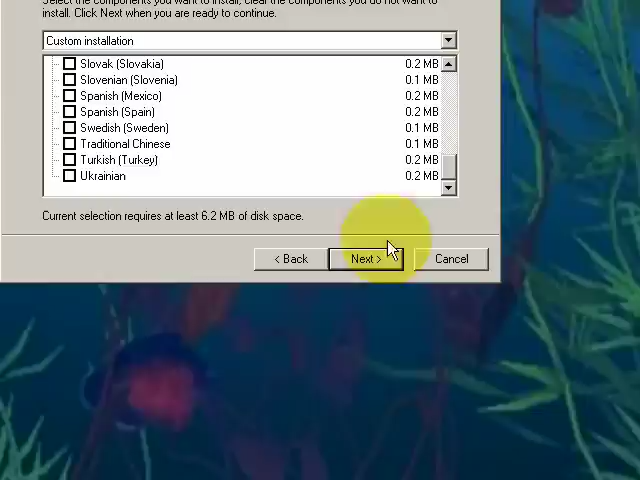 Select the components you want to install; clear the components you do not want to
install. Click Next when you are ready to continue.
Custom installation
Slovak (Slovakia) 0.2 MB
Slovenian (Slovenia) 0.1 MB
Spanish (Mexico) 0.2 MB
Spanish (Spain) 0.2 MB
Swedish (Sweden) 0.1 MB
Traditional Chinese 0.1 MB
Turkish (Turkey) 0.2 MB
Ukrainian 0.2 MB
Current selection requires at least 6.2 MB of disk space.
< Back Next > Cancel